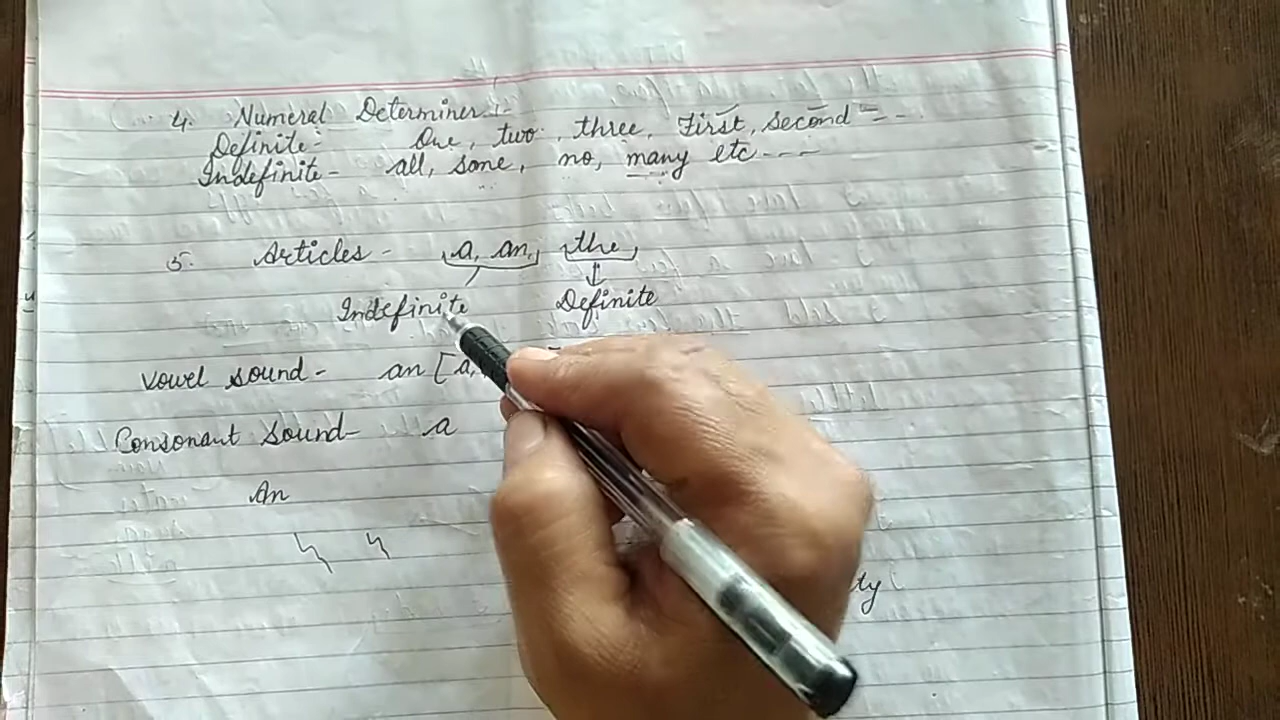 4. Numeral Determiner :-
Definite :- One, two, three, First, second = - -
Indefinite - all, some, no, many etc ----
5. Articles - a, an, the,
Indefinite Definite
Vowel sound - an [a,
Consonant Sound - a
An
ty